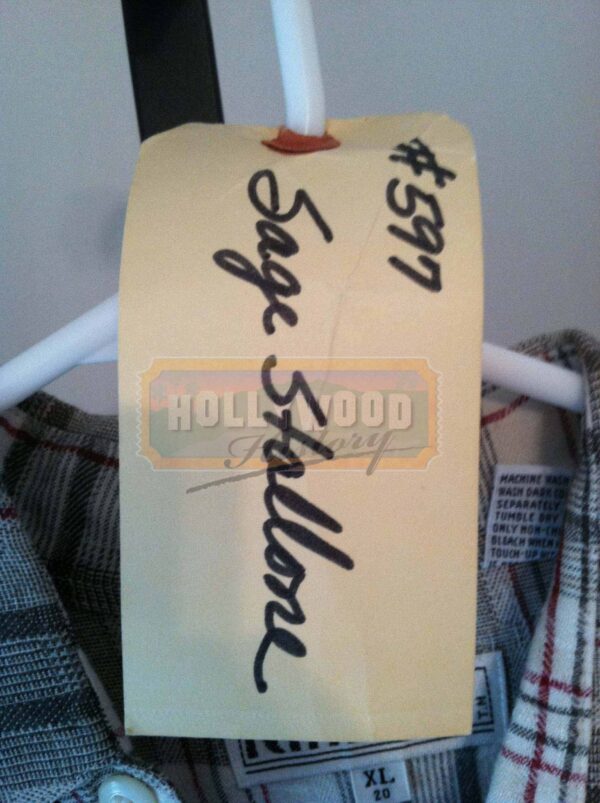 #597
Sage Stallone
HOLLYWOOD
History
MACHINE WASH
WASH DARK
SEPARATELY
TUMBLE DRY
ONLY NON-
BLEACH WHEN
TOUCH-UP
TM
XL
20